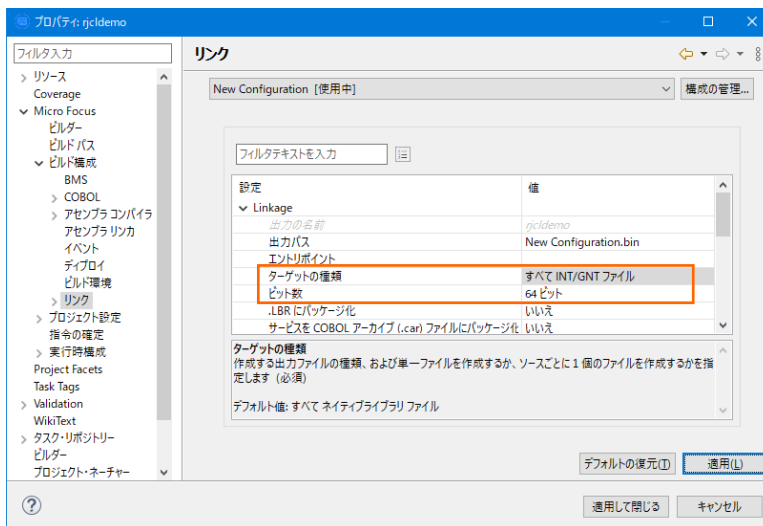 プロパティ: rjcldemo
フィルタ入力
リソース
Coverage
Micro Focus
ビルダー
ビルド パス
ビルド構成
BMS
COBOL
アセンブラ コンパイラ
アセンブラ リンカ
イベント
ディプロイ
ビルド環境
リンク
プロジェクト設定
指令の確定
実行時構成
Project Facets
Task Tags
Validation
WikiText
タスク・リポジトリー
ビルダー
プロジェクト・ネーチャー
リンク
New Configuration [使用中]
構成の管理...
フィルタテキストを入力
設定 値
Linkage
出力の名前 rjcldemo
出力パス New Configuration.bin
エントリポイント
ターゲットの種類 すべて INT/GNT ファイル
ビット数 64 ビット
.LBR にパッケージ化 いいえ
サービスを COBOL アーカイブ (.car) ファイルにパッケージ化 いいえ
ターゲットの種類
作成する出力ファイルの種類、および単一ファイルを作成するか、ソースごとに 1 個のファイルを作成するかを指
定します (必須)
デフォルト値: すべて ネイティブライブラリ ファイル
デフォルトの復元(T)
適用(L)
適用して閉じる
キャンセル